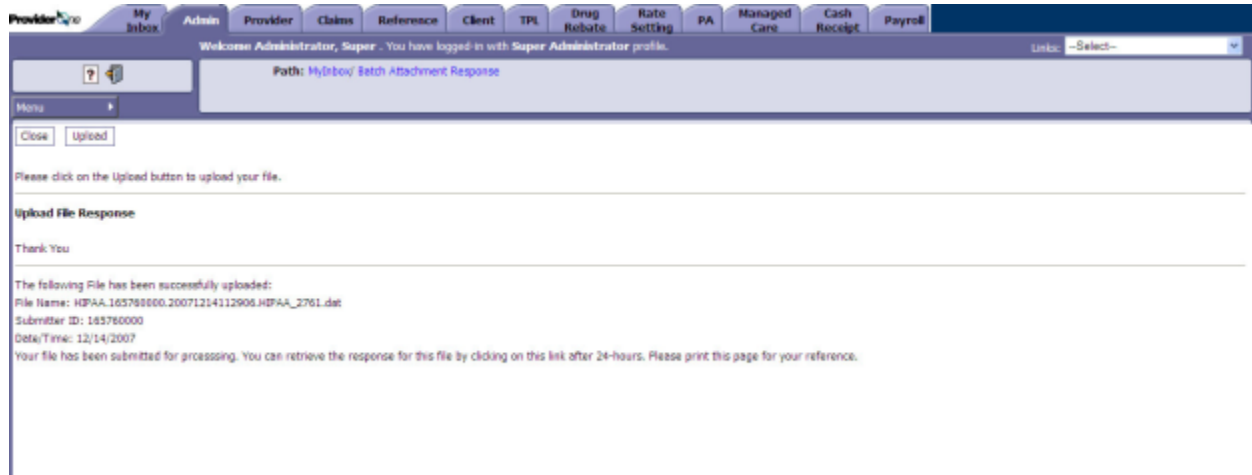 ProviderOne
My Inbox
Admin
Provider
Claims
Reference
Client
TPL
Drug Rebate
Rate Setting
PA
Managed Care
Cash Receipt
Payroll
Welcome Administrator, Super . You have logged-in with Super Administrator profile.
Links: --Select--
?
Path: MyInbox/ Batch Attachment Response
Menu
Close Upload
Please click on the Upload button to upload your file.
Upload File Response
Thank You
The following File has been successfully uploaded:
File Name: HIPAA.165760000.20071214112906.HIPAA_2761.dat
Submitter ID: 165760000
Date/Time: 12/14/2007
Your file has been submitted for prcesssing. You can retrieve the response for this file by clicking on this link after 24-hours. Please print this page for your reference.